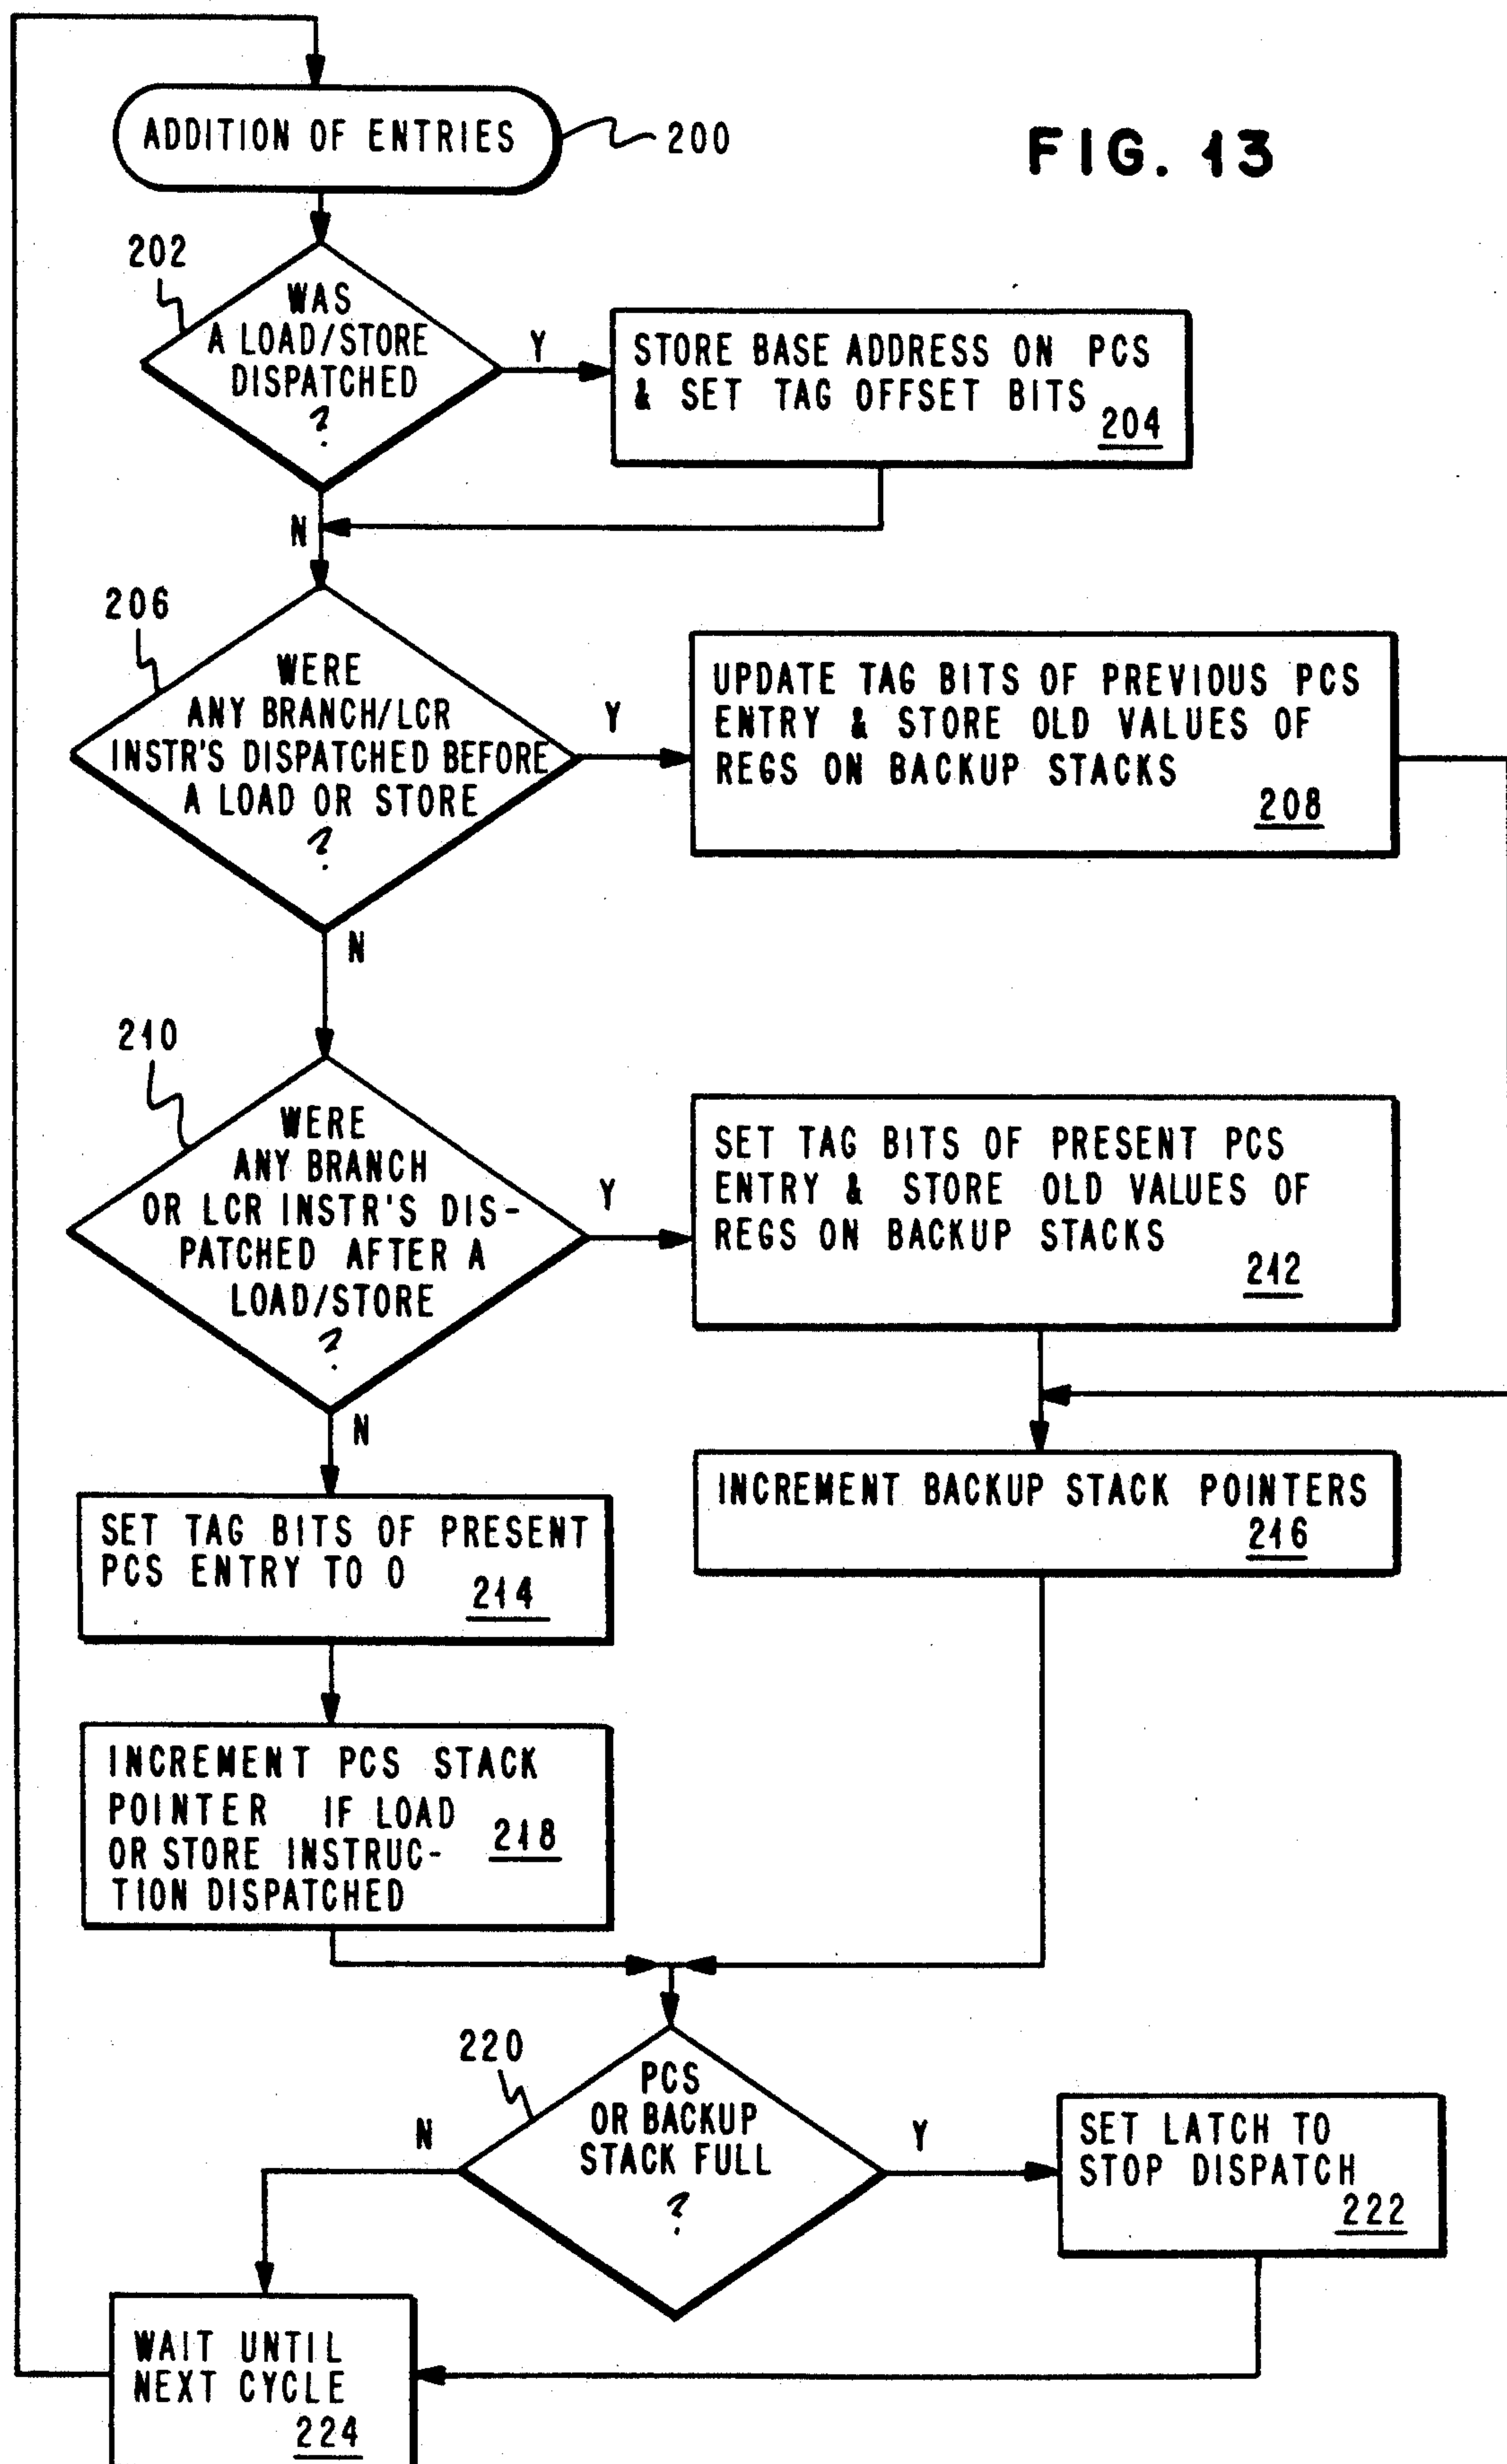 ADDITION OF ENTRIES
200
FIG. 13
202
WAS
A LOAD/STORE
DISPATCHED
?
Y
STORE BASE ADDRESS ON PCS
& SET TAG OFFSET BITS
204
N
206
WERE
ANY BRANCH/LCR
INSTR'S DISPATCHED BEFORE
A LOAD OR STORE
?
Y
UPDATE TAG BITS OF PREVIOUS PCS
ENTRY & STORE OLD VALUES OF
REGS ON BACKUP STACKS
208
N
210
WERE
ANY BRANCH
OR LCR INSTR'S DIS-
PATCHED AFTER A
LOAD/STORE
?
Y
SET TAG BITS OF PRESENT PCS
ENTRY & STORE OLD VALUES OF
REGS ON BACKUP STACKS
212
N
INCREMENT BACKUP STACK POINTERS
216
SET TAG BITS OF PRESENT
PCS ENTRY TO 0
214
INCREMENT PCS STACK
POINTER IF LOAD
OR STORE INSTRUC-
TION DISPATCHED
218
220
PCS
OR BACKUP
STACK FULL
?
N
Y
SET LATCH TO
STOP DISPATCH
222
WAIT UNTIL
NEXT CYCLE
224